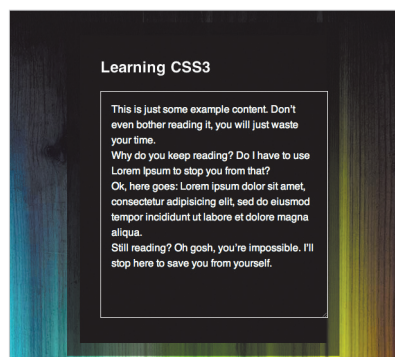 Learning CSS3
This is just some example content. Don't
even bother reading it, you will just waste
your time.
Why do you keep reading? Do I have to use
Lorem Ipsum to stop you from that?
Ok, here goes: Lorem ipsum dolor sit amet,
consectetur adipisicing elit, sed do eiusmod
tempor incididunt ut labore et dolore magna
aliqua.
Still reading? Oh gosh, you're impossible. I'll
stop here to save you from yourself.